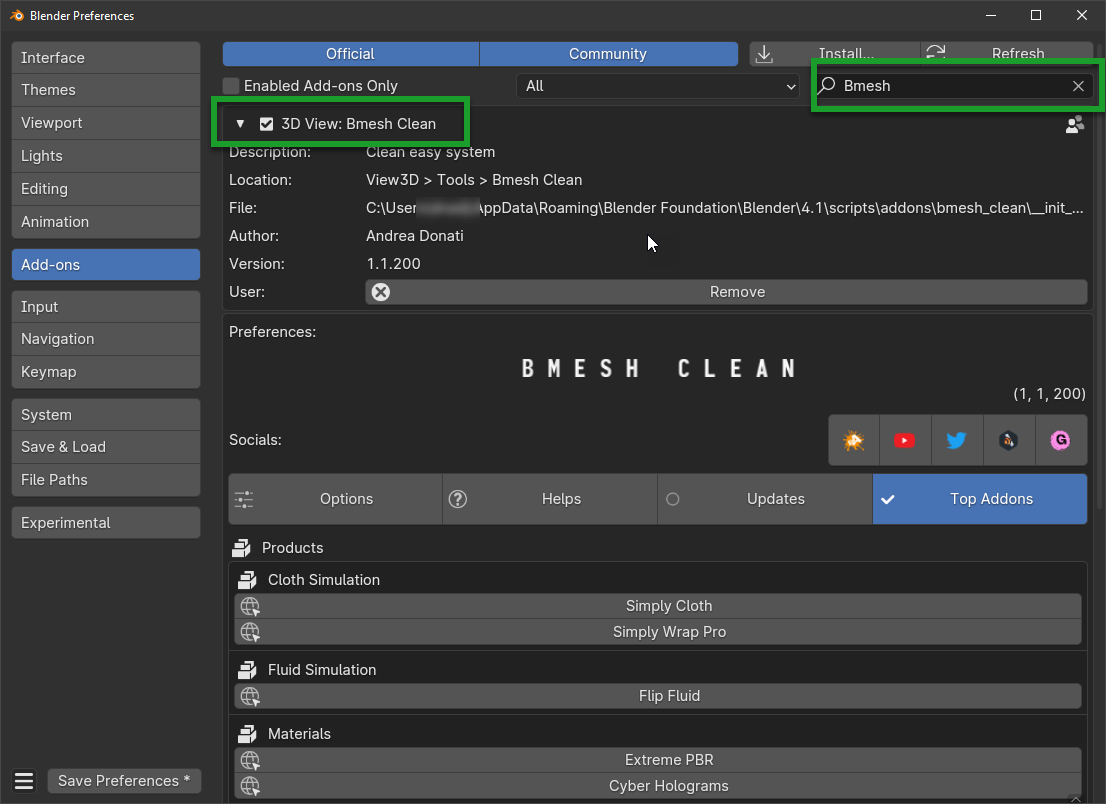 Blender Preferences
Interface
Themes
Viewport
Lights
Editing
Animation
Add-ons
Input
Navigation
Keymap
System
Save & Load
File Paths
Experimental
Save Preferences *
Official Community Install... Refresh
Enabled Add-ons Only All Bmesh
3D View: Bmesh Clean
Description: Clean easy system
Location: View3D > Tools > Bmesh Clean
File: C:\User AppData\Roaming\Blender Foundation\Blender\4.1\scripts\addons\bmesh_clean\__init_...
Author: Andrea Donati
Version: 1.1.200
User: Remove
Preferences:
BMESH CLEAN
(1, 1, 200)
Socials: G
Options Helps Updates Top Addons
Products
Cloth Simulation
Simply Cloth
Simply Wrap Pro
Fluid Simulation
Flip Fluid
Materials
Extreme PBR
Cyber Holograms